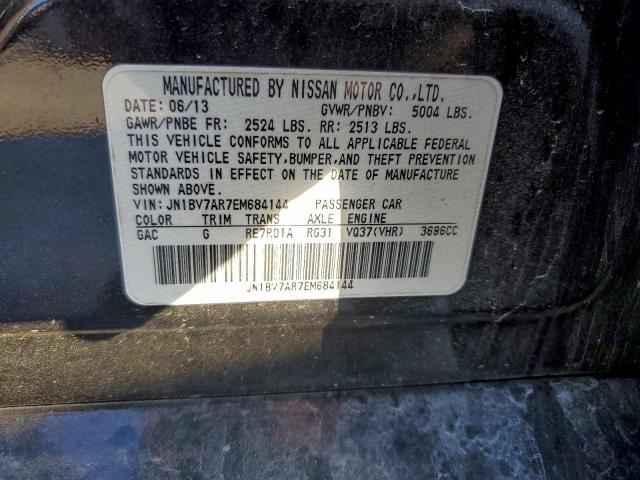 MANUFACTURED BY NISSAN MOTOR CO.,LTD.
DATE: 06/13 GVWR/PNBV: 5004 LBS.
GAWR/PNBE FR: 2524 LBS. RR: 2513 LBS.
THIS VEHICLE CONFORMS TO ALL APPLICABLE FEDERAL
MOTOR VEHICLE SAFETY,BUMPER,AND THEFT PREVENTION
STANDARDS IN EFFECT ON THE DATE OF MANUFACTURE
SHOWN ABOVE.
VIN: JN1BV7AR7EM684144 PASSENGER CAR
COLOR TRIM TRANS AXLE ENGINE
GAC G RE7R01A RG31 VQ37(VHR) 3696CC
JN1BV7AR7EM684144